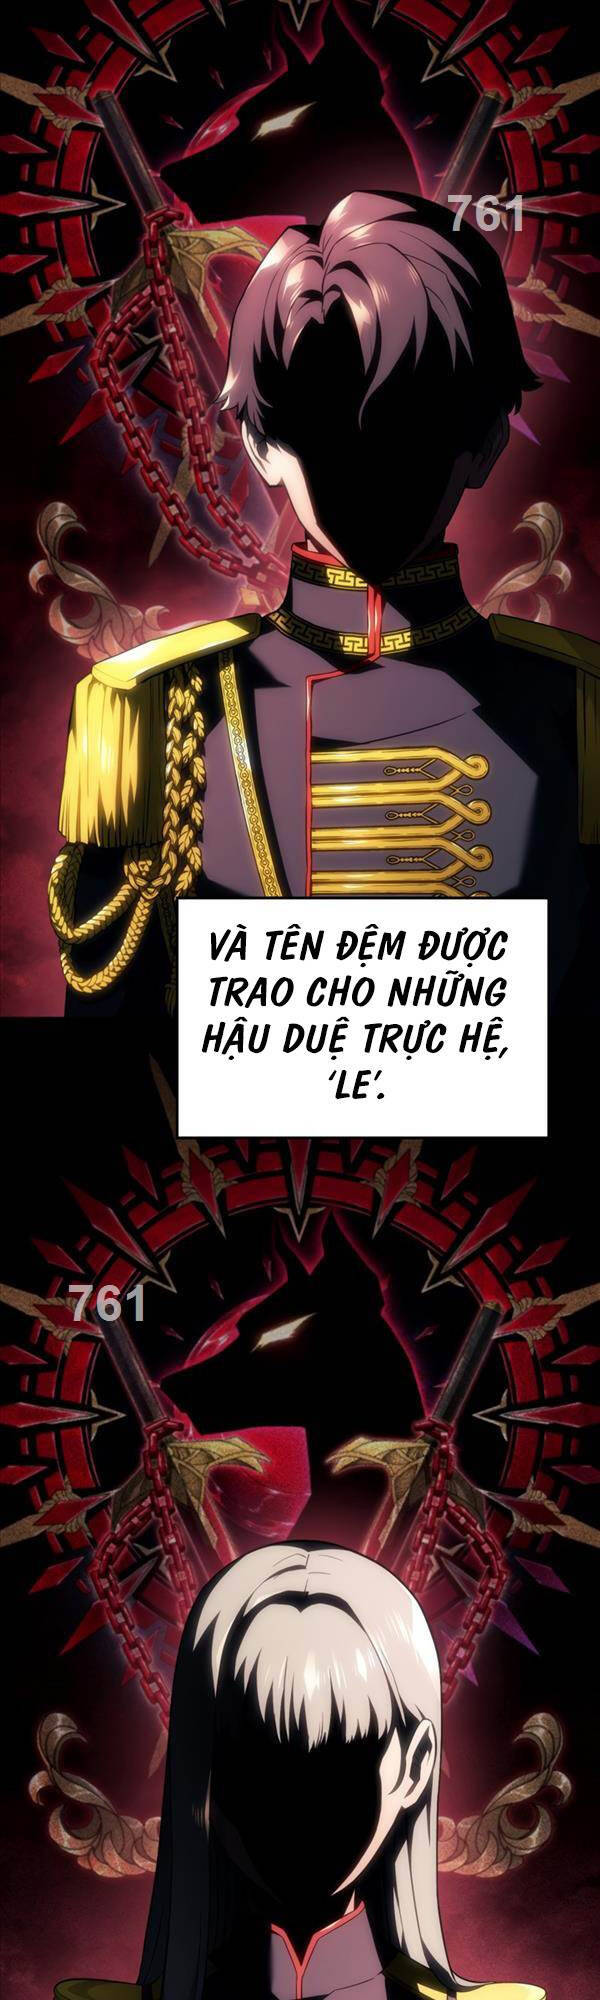 761
VÀ TÊN ĐỆM ĐƯỢC
TRAO CHO NHỮNG
HẬU DUỆ TRỰC HỆ,
‘LE’.
761